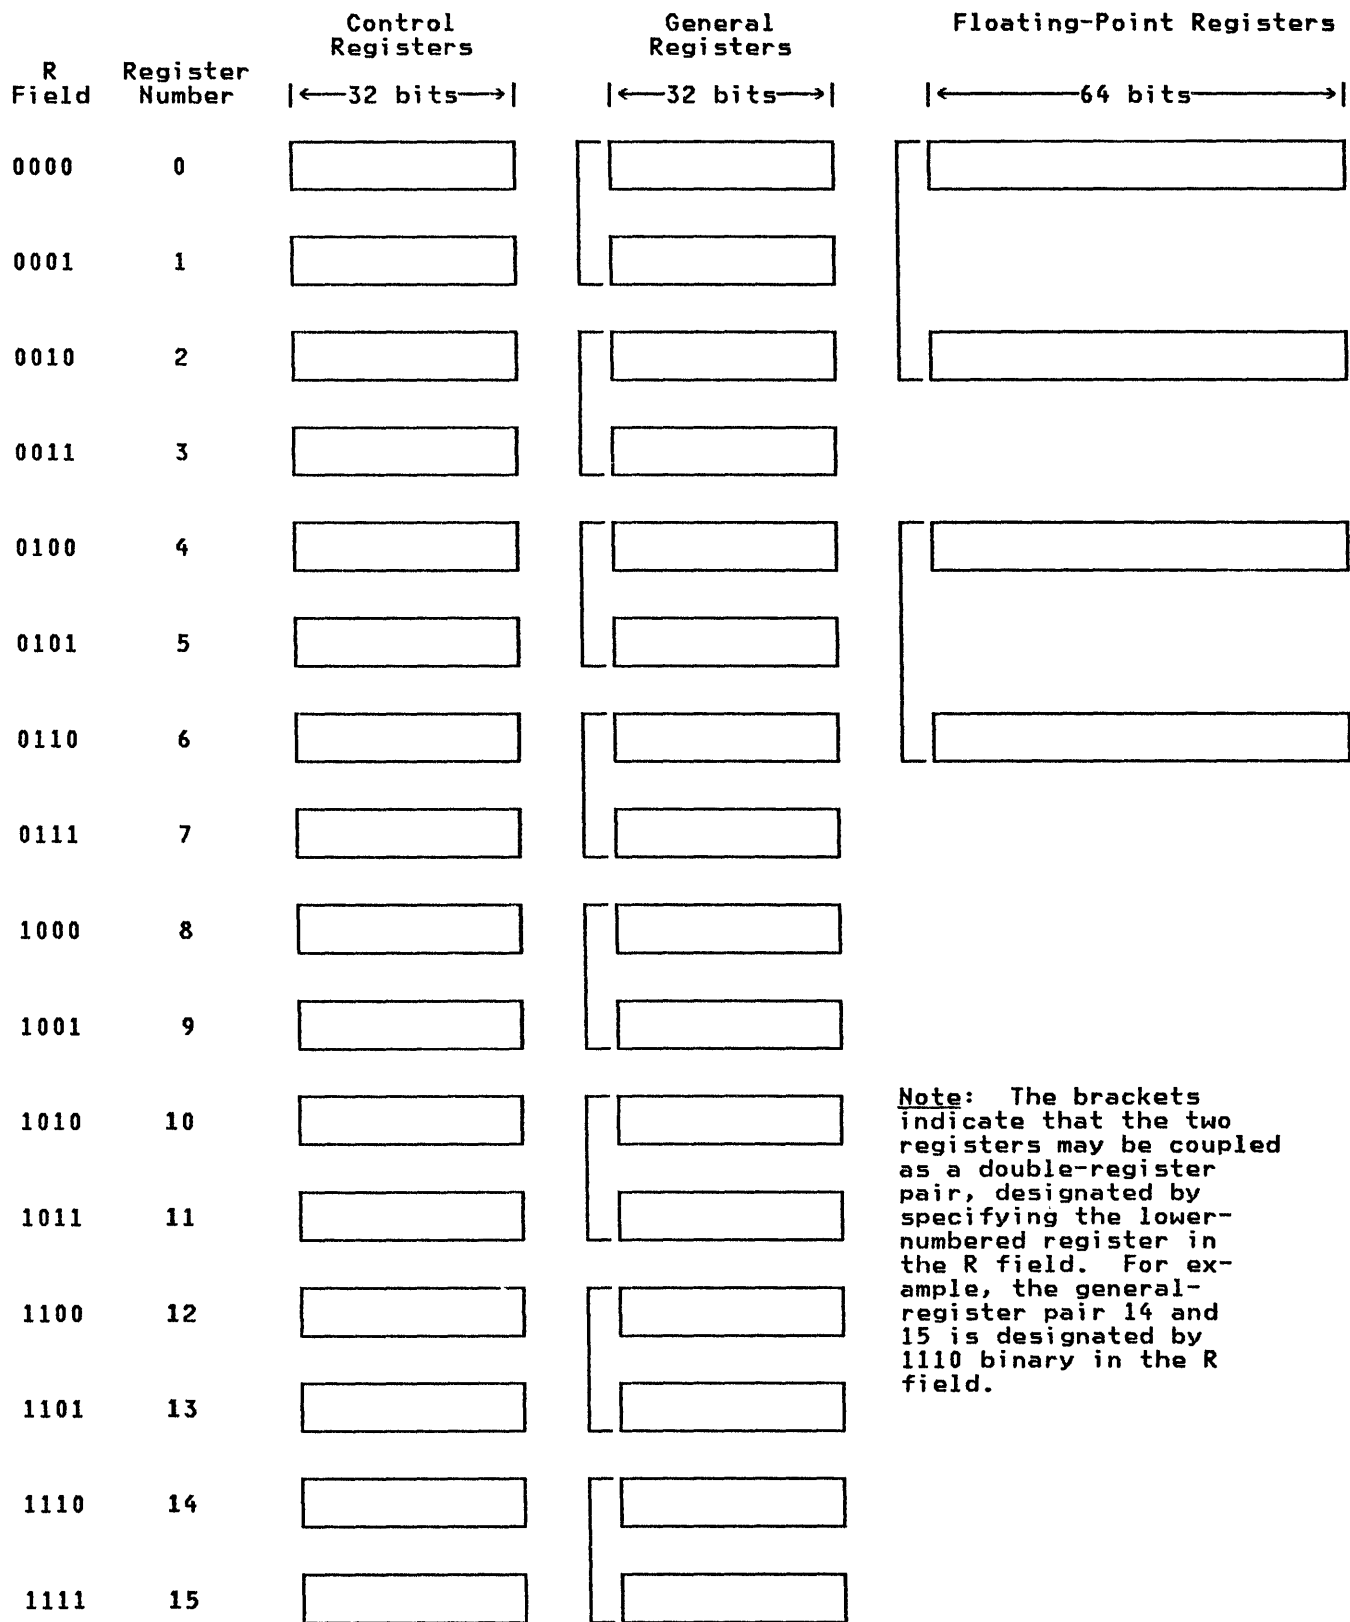 Control
Registers
General
Registers
Floating-Point Registers
R
Field
Register
Number
|←—32 bits—→|
|←—32 bits—→|
|←———64 bits———→|
0000 0
0001 1
0010 2
0011 3
0100 4
0101 5
0110 6
0111 7
1000 8
1001 9
1010 10
1011 11
1100 12
1101 13
1110 14
1111 15
Note: The brackets
indicate that the two
registers may be coupled
as a double-register
pair, designated by
specifying the lower-
numbered register in
the R field. For ex-
ample, the general-
register pair 14 and
15 is designated by
1110 binary in the R
field.